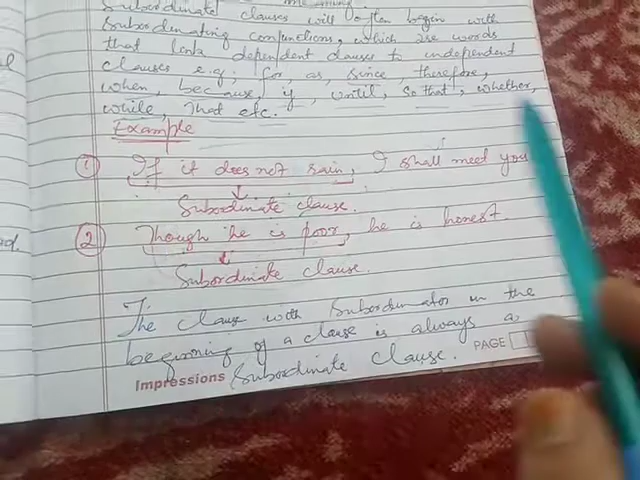 Subordinate clauses will often begin with
Subordinating conjunctions, which are words
that link dependent clauses to independent
clauses e.g; for, as, since, therefore,
when, because, if, until, so that, whether,
while, that etc.
Example
① If it does not rain, I shall meet you
Subordinate clause.
② Though he is poor, he is honest.
Subordinate clause.
The clause with Subordinator in the
beginning of a clause is always a
Subordinate clause.
PAGE
Impressions